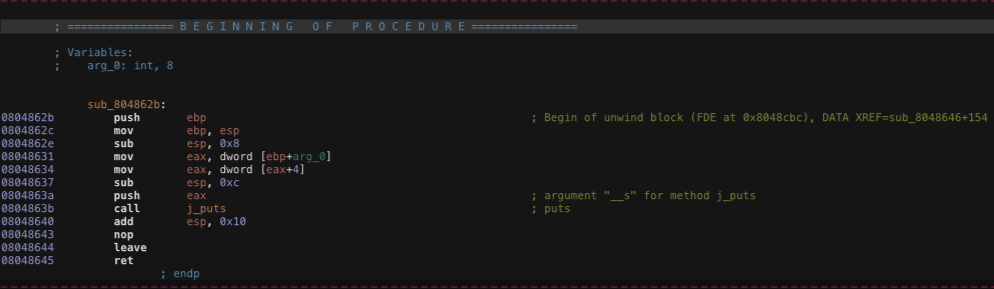 ; ================ B E G I N N I N G   O F   P R O C E D U R E ================
; Variables:
;    arg_0: int, 8
sub_804862b:
0804862b push ebp ; Begin of unwind block (FDE at 0x8048cbc), DATA XREF=sub_8048646+154
0804862c mov ebp, esp
0804862e sub esp, 0x8
08048631 mov eax, dword [ebp+arg_0]
08048634 mov eax, dword [eax+4]
08048637 sub esp, 0xc
0804863a push eax ; argument "__s" for method j_puts
0804863b call j_puts ; puts
08048640 add esp, 0x10
08048643 nop
08048644 leave
08048645 ret
; endp